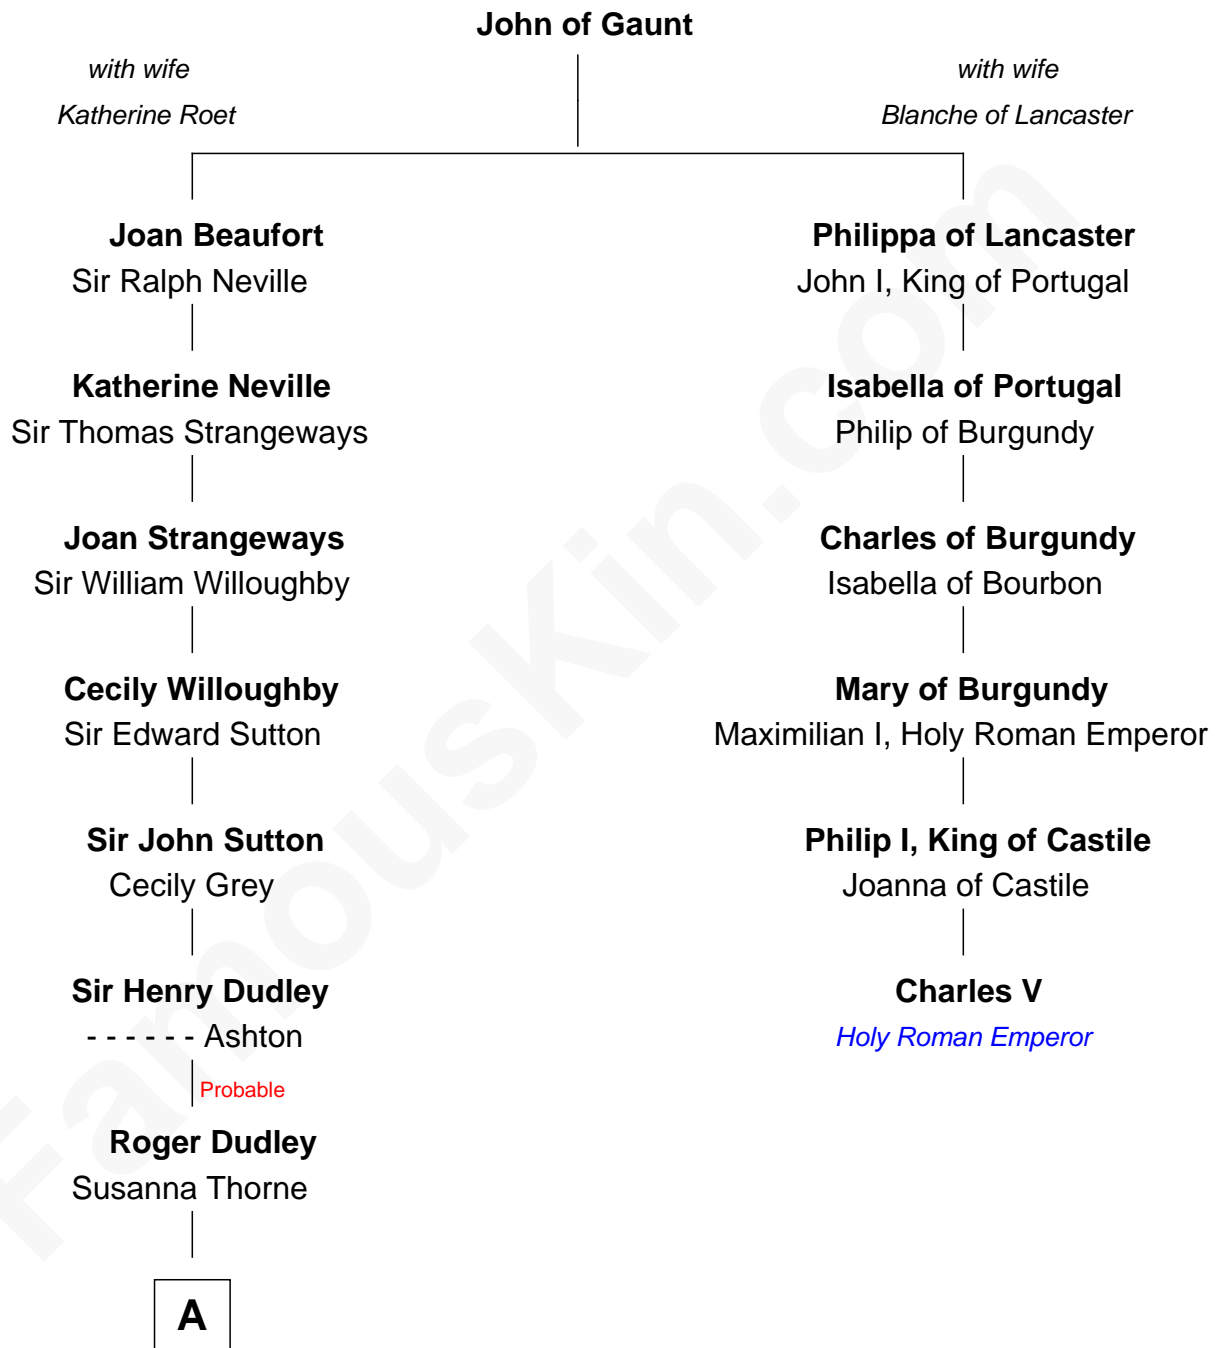 John of Gaunt
with wife
Katherine Roet
with wife
Blanche of Lancaster
Joan Beaufort
Sir Ralph Neville
Philippa of Lancaster
John I, King of Portugal
Katherine Neville
Sir Thomas Strangeways
Isabella of Portugal
Philip of Burgundy
Joan Strangeways
Sir William Willoughby
Charles of Burgundy
Isabella of Bourbon
Cecily Willoughby
Sir Edward Sutton
Mary of Burgundy
Maximilian I, Holy Roman Emperor
Sir John Sutton
Cecily Grey
Philip I, King of Castile
Joanna of Castile
Sir Henry Dudley
- - - - - - Ashton
Charles V
Holy Roman Emperor
Probable
Roger Dudley
Susanna Thorne
A
FamousKin.com